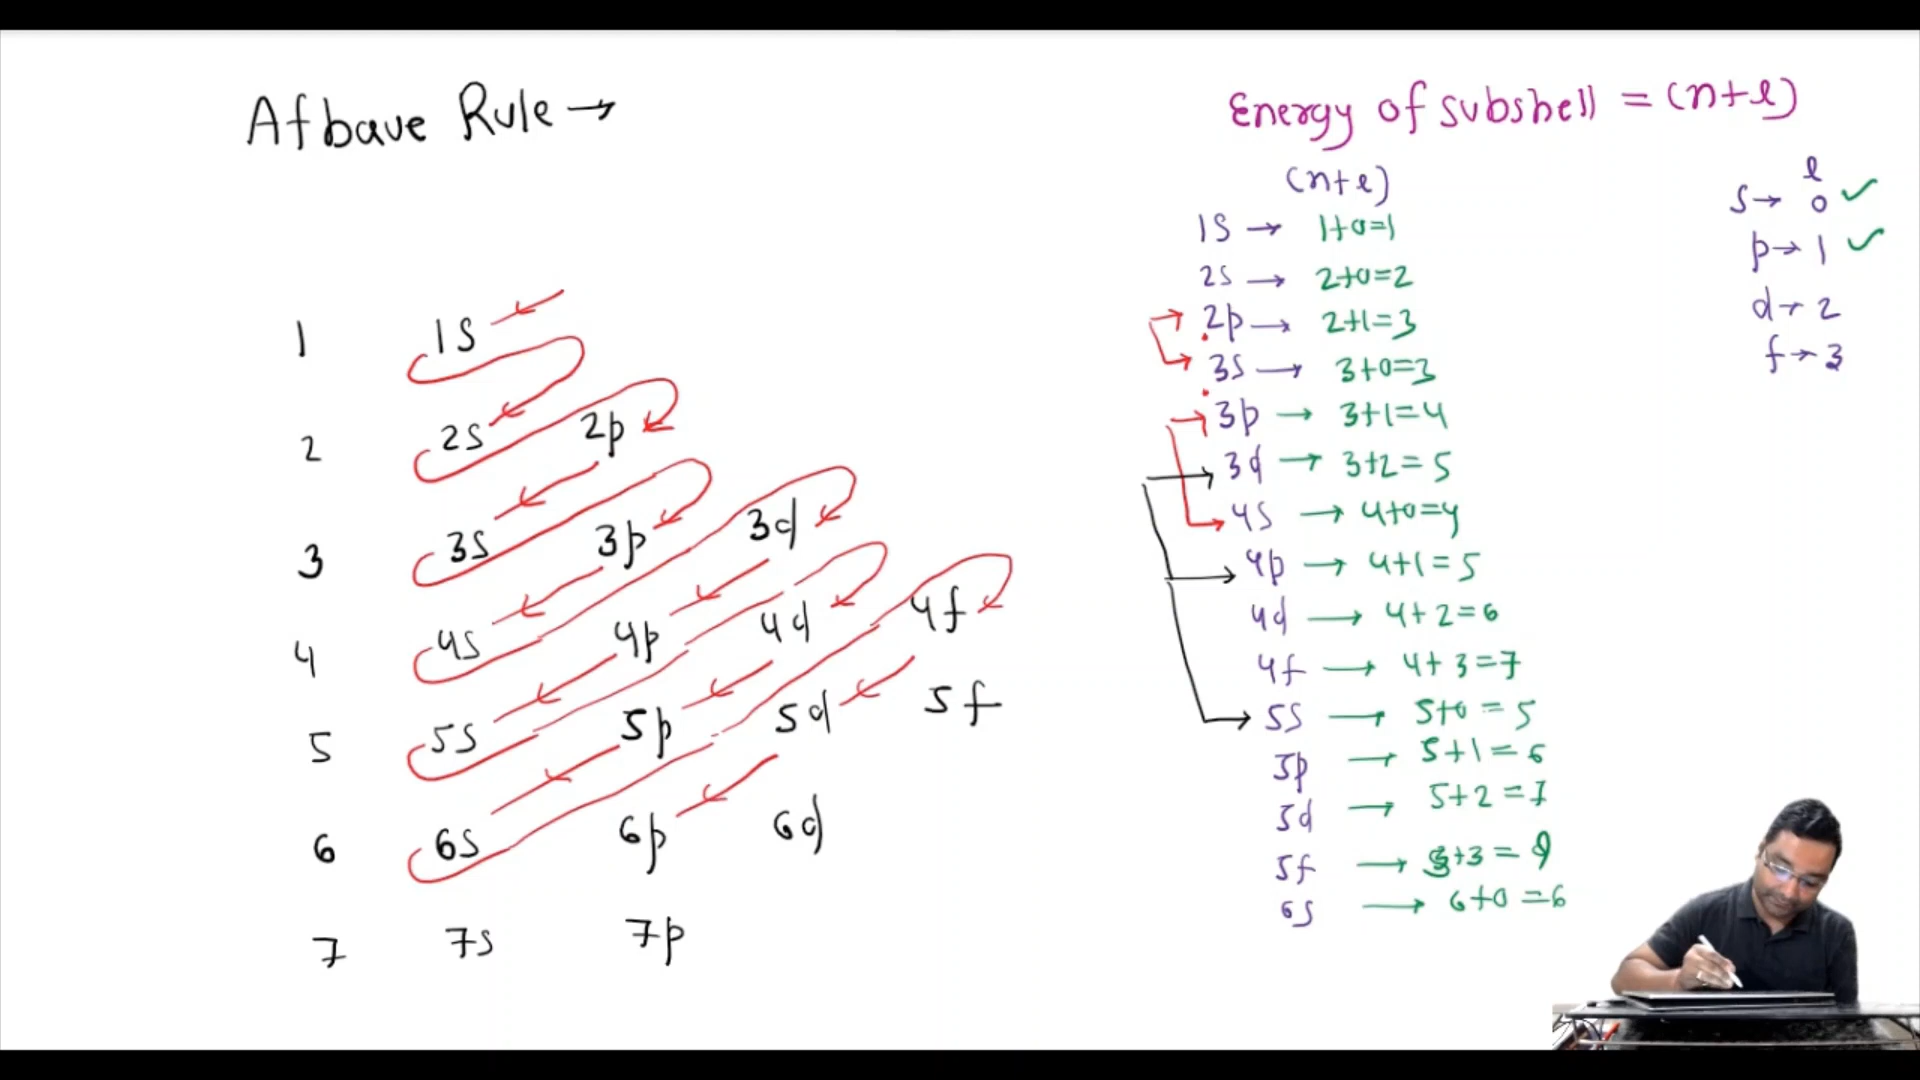 Afbave Rule →
1 1s
2 2s 2p
3 3s 3p 3d
4 4s 4p 4d 4f
5 5s 5p 5d 5f
6 6s 6p 6d
7 7s 7p
Energy of subshell = (n+l)
(n+l)
1s → 1+0=1
2s → 2+0=2
2p → 2+1=3
3s → 3+0=3
3p → 3+1=4
3d → 3+2=5
4s → 4+0=4
4p → 4+1=5
4d → 4+2=6
4f → 4+3=7
5s → 5+0=5
5p → 5+1=6
5d → 5+2=7
5f →
6s → 6+0=6
l
s→ 0 ✓
p→ 1 ✓
d→ 2
f→ 3